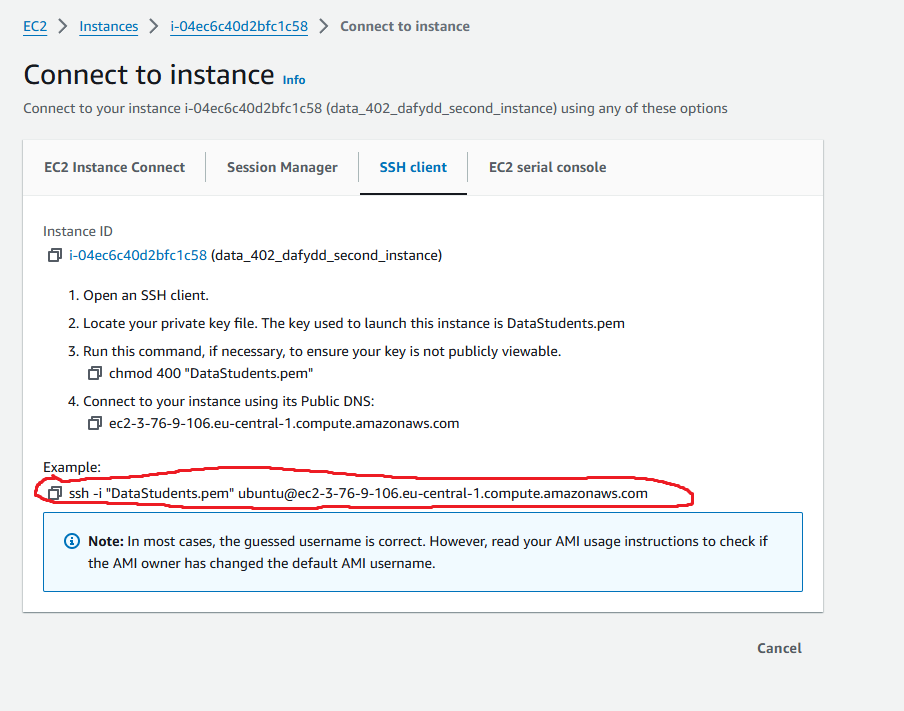 EC2 > Instances > i-04ec6c40d2bfc1c58 > Connect to instance
Connect to instance Info
Connect to your instance i-04ec6c40d2bfc1c58 (data_402_dafydd_second_instance) using any of these options
EC2 Instance Connect Session Manager SSH client EC2 serial console
Instance ID
i-04ec6c40d2bfc1c58 (data_402_dafydd_second_instance)
1. Open an SSH client.
2. Locate your private key file. The key used to launch this instance is DataStudents.pem
3. Run this command, if necessary, to ensure your key is not publicly viewable.
chmod 400 "DataStudents.pem"
4. Connect to your instance using its Public DNS:
ec2-3-76-9-106.eu-central-1.compute.amazonaws.com
Example:
ssh -i "DataStudents.pem" ubuntu@ec2-3-76-9-106.eu-central-1.compute.amazonaws.com
Note: In most cases, the guessed username is correct. However, read your AMI usage instructions to check if
the AMI owner has changed the default AMI username.
Cancel